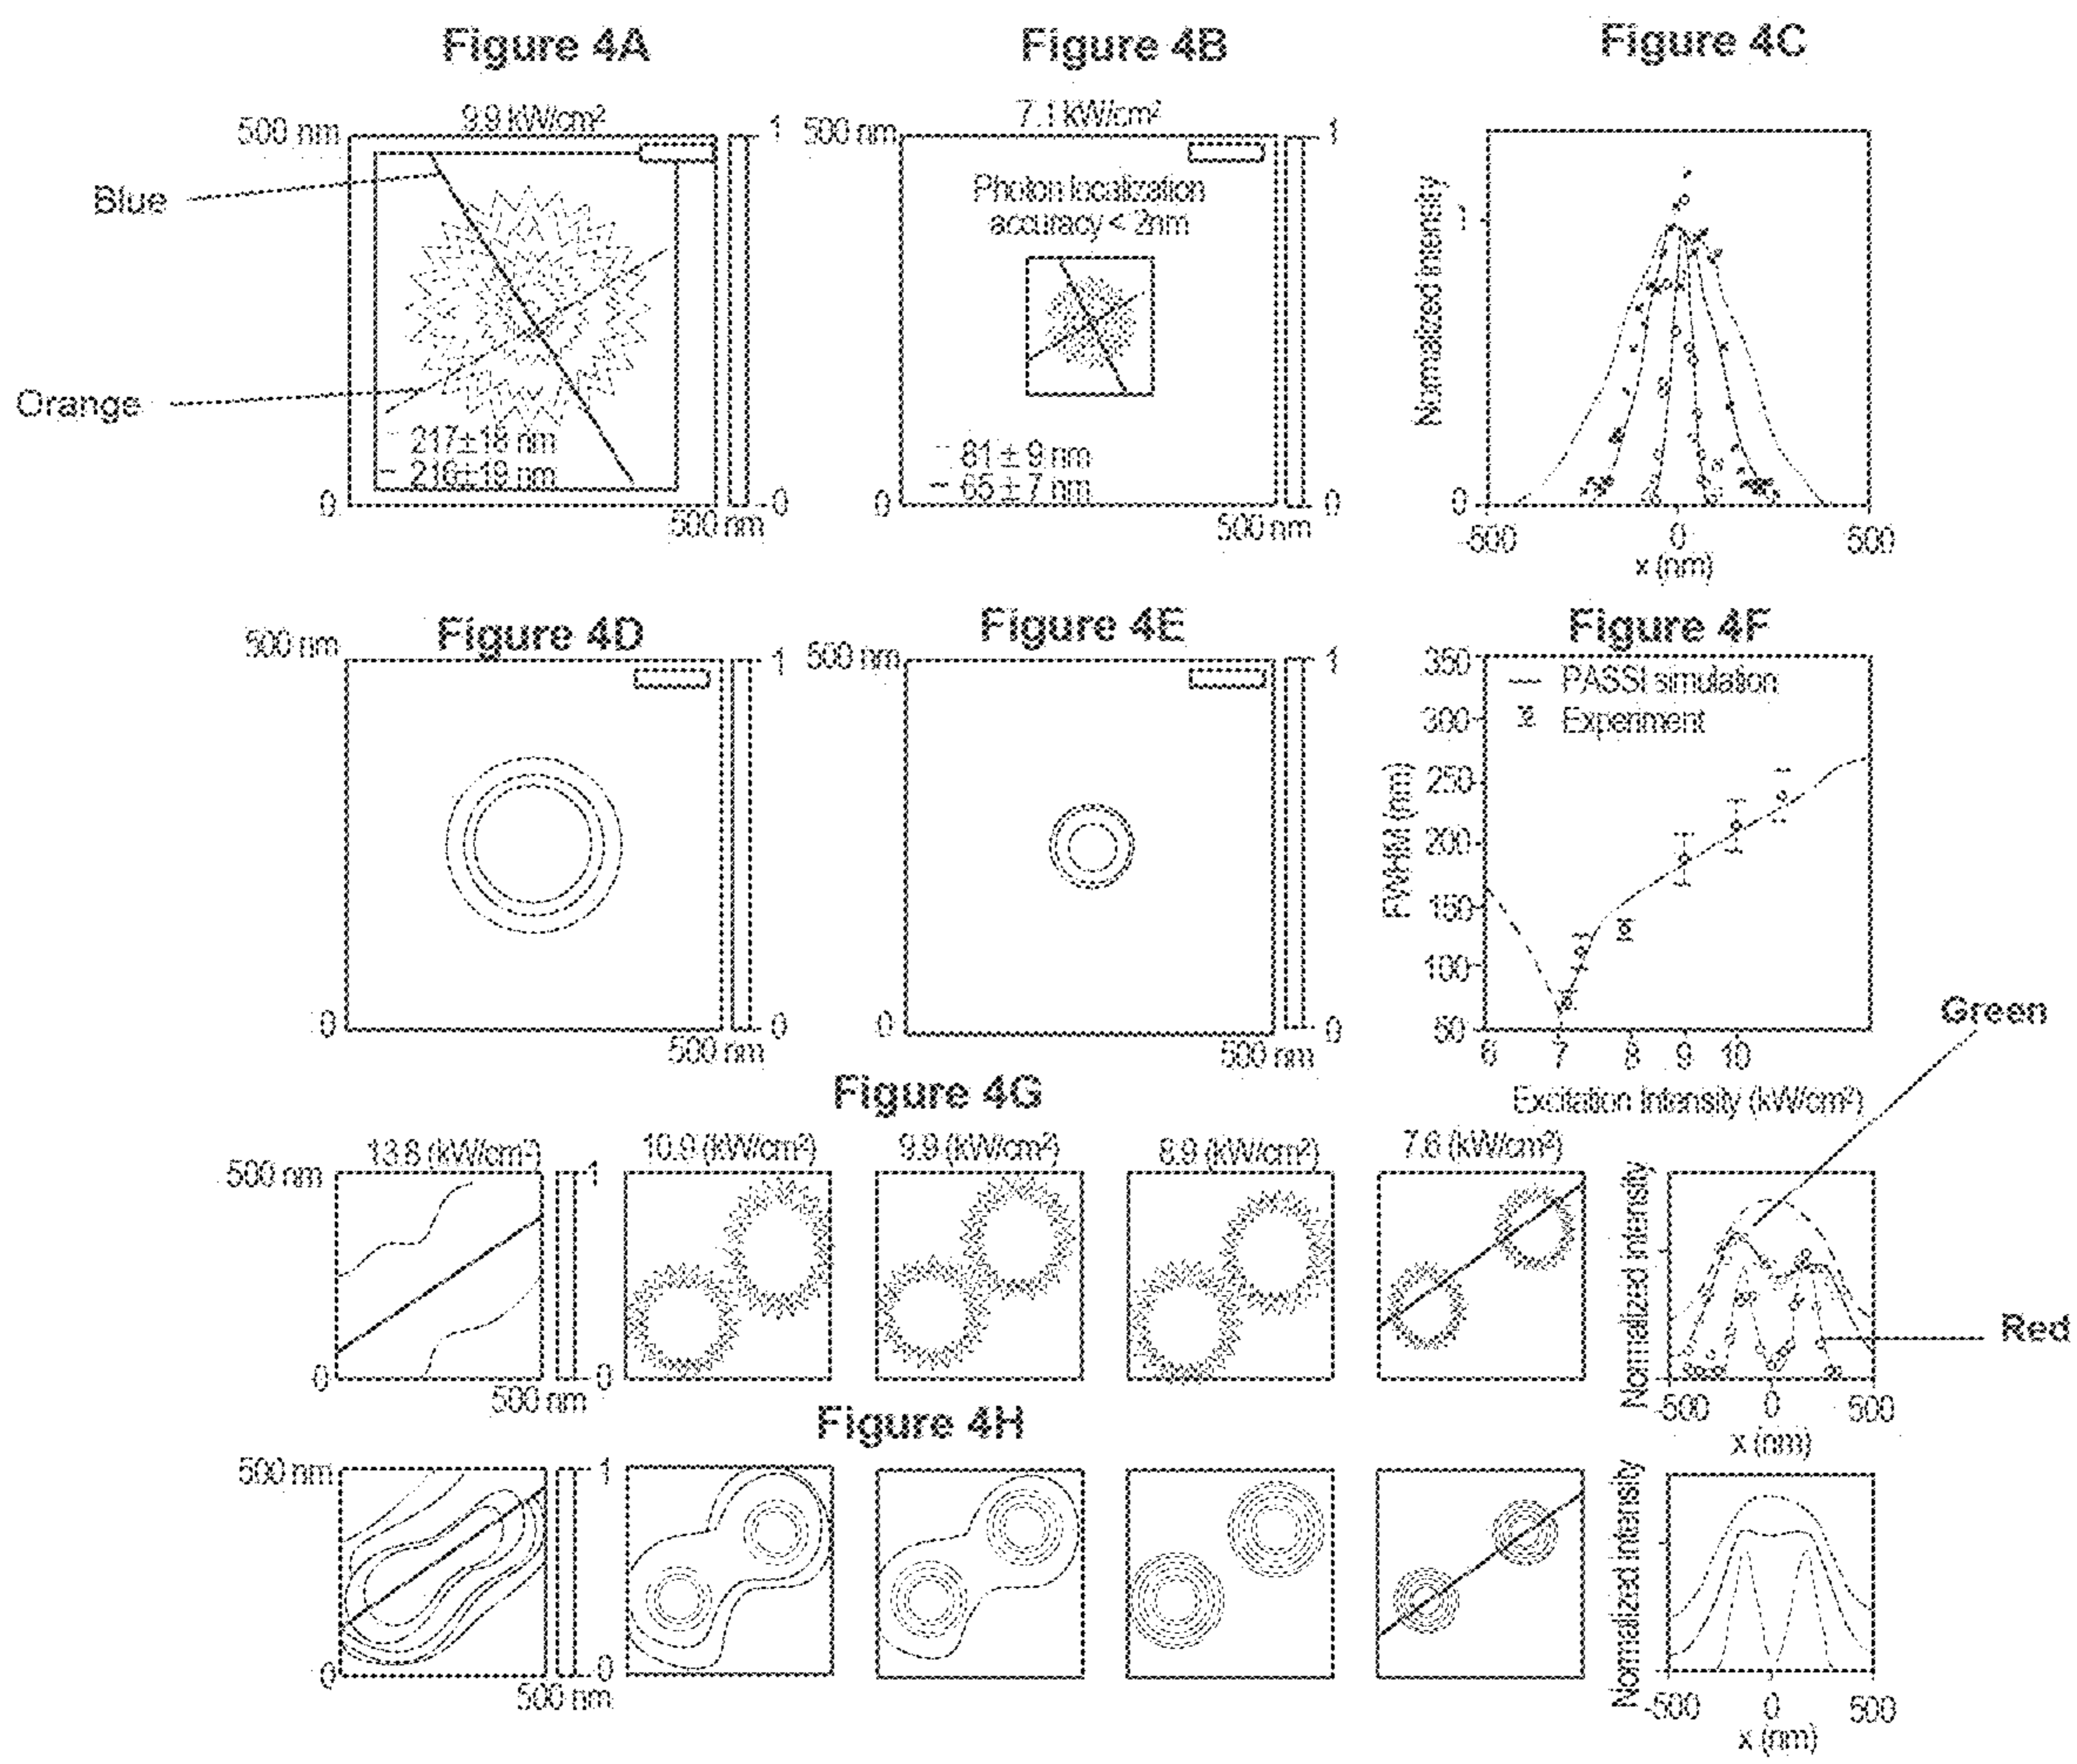 Figure 4A
Figure 4B
Figure 4C
9.9 kW/cm²
7.1 kW/cm²
500 nm
1
500 nm
1
Blue
Photon localization
accuracy < 2nm
Normalized intensity
1
Orange
217±18 nm
216±19 nm
81 ± 9 nm
65 ± 7 nm
0
0
0
0
0
500 nm
500 nm
-500
0
500
x (nm)
Figure 4D
Figure 4E
Figure 4F
500 nm
1
500 nm
1
350
PASSI simulation
300
Experiment
250
FWHM (nm)
200
150
100
50
0
0
0
0
500 nm
500 nm
6
7
8
9
10
Excitation Intensity (kW/cm²)
Green
Figure 4G
13.8 (kW/cm²)
10.9 (kW/cm²)
9.9 (kW/cm²)
8.9 (kW/cm²)
7.6 (kW/cm²)
500 nm
1
Normalized intensity
Red
0
0
500 nm
-500
0
500
x (nm)
Figure 4H
500 nm
1
Normalized intensity
0
0
500 nm
-500
0
500
x (nm)